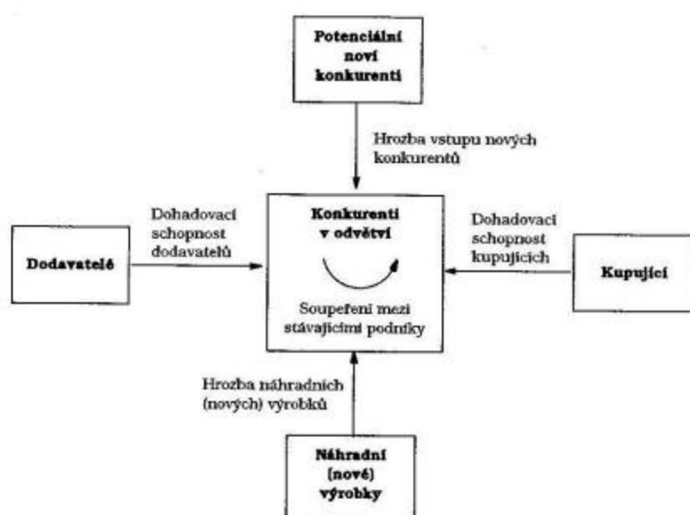 Potenciální
noví
konkurenti
Hrozba vstupu nových
konkurentů
Dohadovací
schopnost
dodavatelů
Konkurenti
v odvětví
Dohadovací
schopnost
kupujících
Dodavatelé
Kupující
Soupeření mezi
stávajícími podniky
Hrozba náhradních
(nových) výrobků
Náhradní
(nové)
výrobky